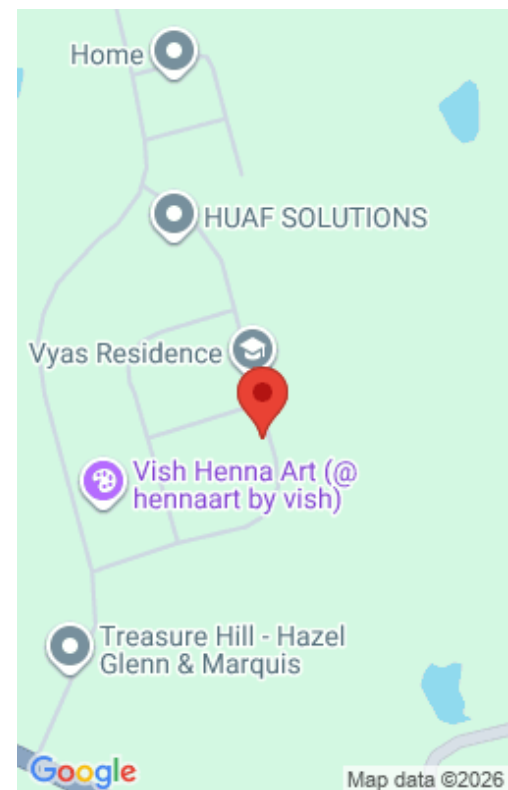 Home
HUAF SOLUTIONS
Vyas Residence
Vish Henna Art (@
hennaart by vish)
Treasure Hill - Hazel
Glenn & Marquis
Google
Map data ©2026